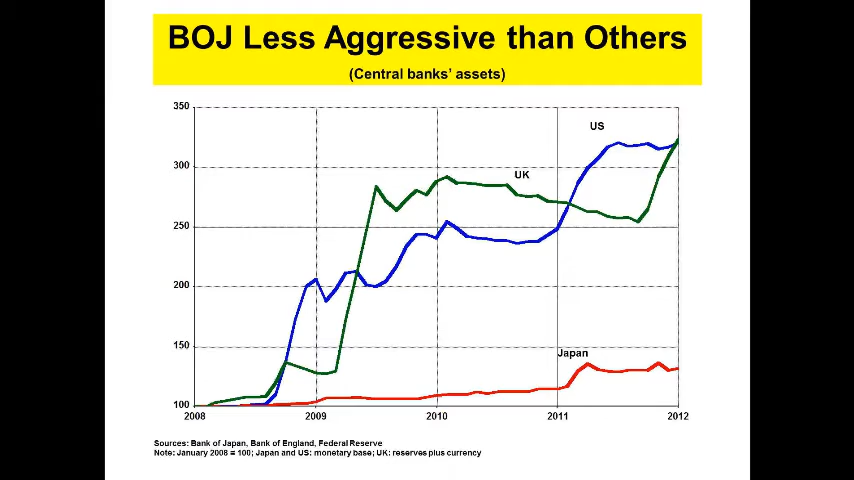 BOJ Less Aggressive than Others
(Central banks' assets)
350
US
300
UK
250
200
150
Japan
100
2008 2009 2010 2011 2012
Sources: Bank of Japan, Bank of England, Federal Reserve
Note: January 2008 = 100; Japan and US: monetary base; UK: reserves plus currency